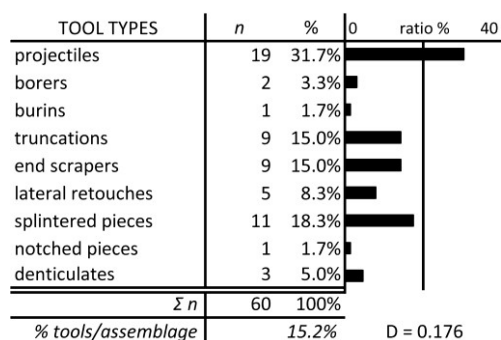 TOOL TYPES n % 0 ratio % 40
projectiles 19 31.7%
borers 2 3.3%
burins 1 1.7%
truncations 9 15.0%
end scrapers 9 15.0%
lateral retouches 5 8.3%
splintered pieces 11 18.3%
notched pieces 1 1.7%
denticulates 3 5.0%
Σ n 60 100%
% tools/assemblage 15.2% D = 0.176